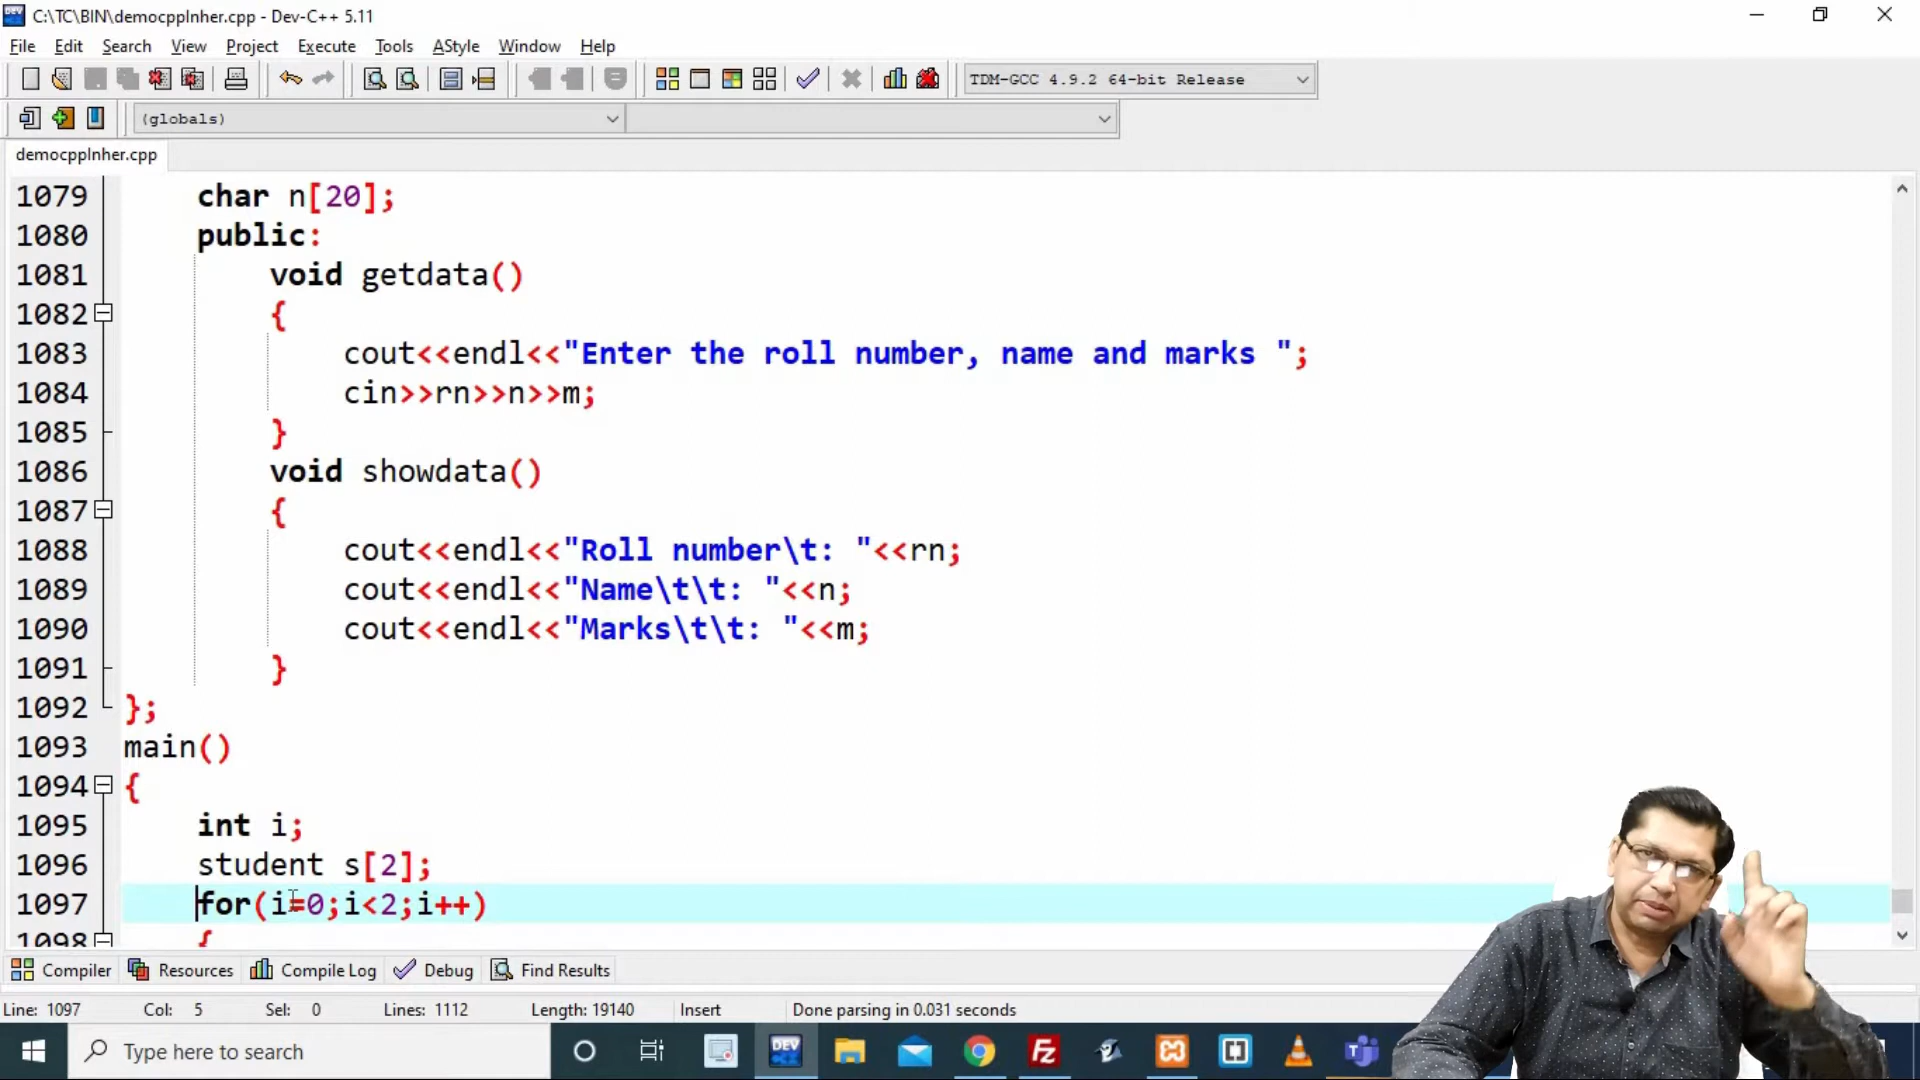 C:\TC\BIN\democppInher.cpp - Dev-C++ 5.11
File Edit Search View Project Execute Tools AStyle Window Help
TDM-GCC 4.9.2 64-bit Release
(globals)
democppInher.cpp
1079 char n[20];
1080 public:
1081 void getdata()
1082 {
1083 cout<<endl<<"Enter the roll number, name and marks ";
1084 cin>>rn>>n>>m;
1085 }
1086 void showdata()
1087 {
1088 cout<<endl<<"Roll number\t: "<<rn;
1089 cout<<endl<<"Name\t\t: "<<n;
1090 cout<<endl<<"Marks\t\t: "<<m;
1091 }
1092 };
1093 main()
1094 {
1095 int i;
1096 student s[2];
1097 for(i=0;i<2;i++)
1098 {
Compiler Resources Compile Log Debug Find Results
Line: 1097 Col: 5 Sel: 0 Lines: 1112 Length: 19140 Insert Done parsing in 0.031 seconds
Type here to search
DEV
Fz